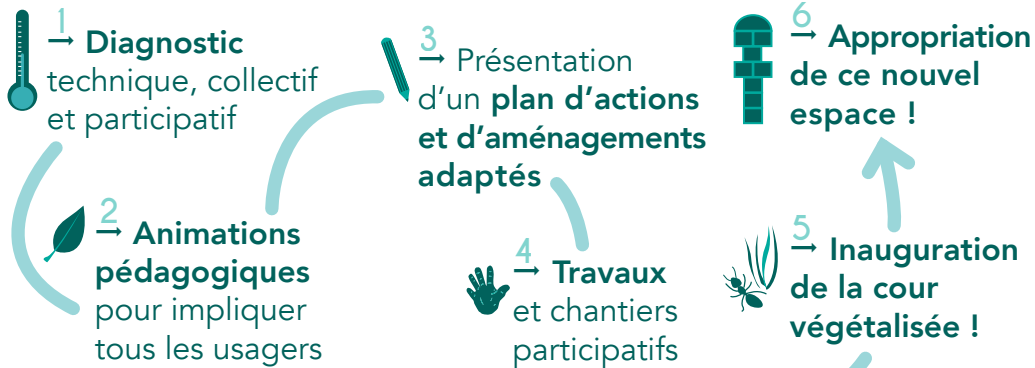 1
→ Diagnostic
technique, collectif
et participatif
2
→ Animations
pédagogiques
pour impliquer
tous les usagers
3
→ Présentation
d'un plan d'actions
et d'aménagements
adaptés
4
→ Travaux
et chantiers
participatifs
5
→ Inauguration
de la cour
végétalisée !
6
→ Appropriation
de ce nouvel
espace !